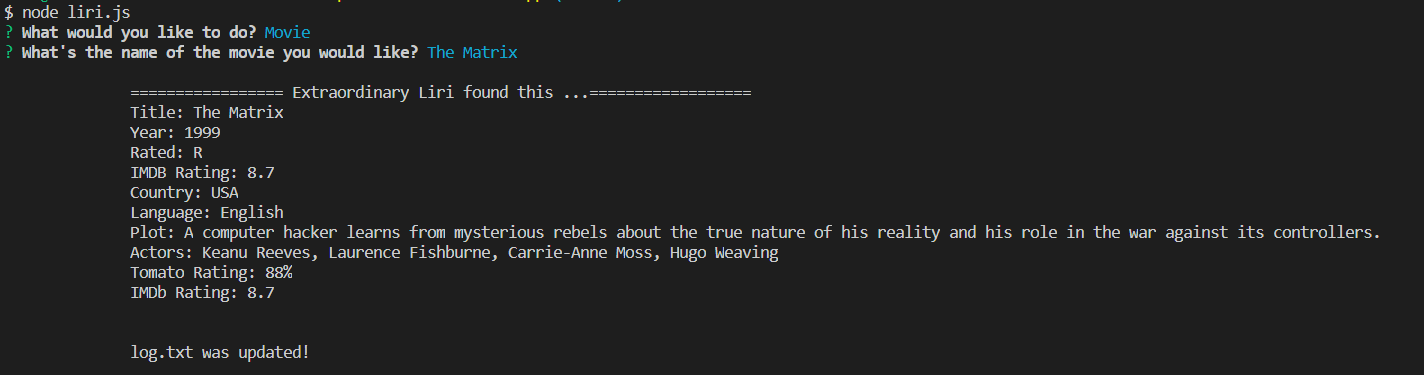 $ node liri.js
? What would you like to do? Movie
? What's the name of the movie you would like? The Matrix
================= Extraordinary Liri found this ...==================
Title: The Matrix
Year: 1999
Rated: R
IMDB Rating: 8.7
Country: USA
Language: English
Plot: A computer hacker learns from mysterious rebels about the true nature of his reality and his role in the war against its controllers.
Actors: Keanu Reeves, Laurence Fishburne, Carrie-Anne Moss, Hugo Weaving
Tomato Rating: 88%
IMDb Rating: 8.7
log.txt was updated!